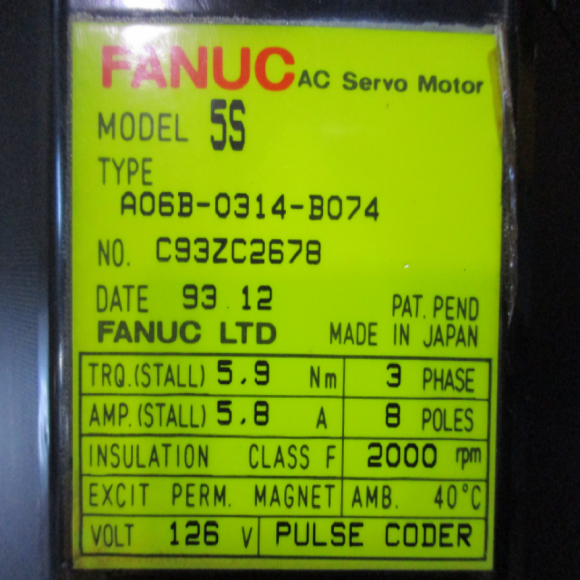 FANUC AC Servo Motor
MODEL 5S
TYPE
A06B-0314-B074
NO. C93ZC2678
DATE 93.12
PAT. PEND
FANUC LTD MADE IN JAPAN
TRQ.(STALL) 5.9 Nm 3 PHASE
AMP.(STALL) 5.8 A 8 POLES
INSULATION CLASS F 2000 rpm
EXCIT PERM. MAGNET AMB. 40°C
VOLT 126 V PULSE CODER